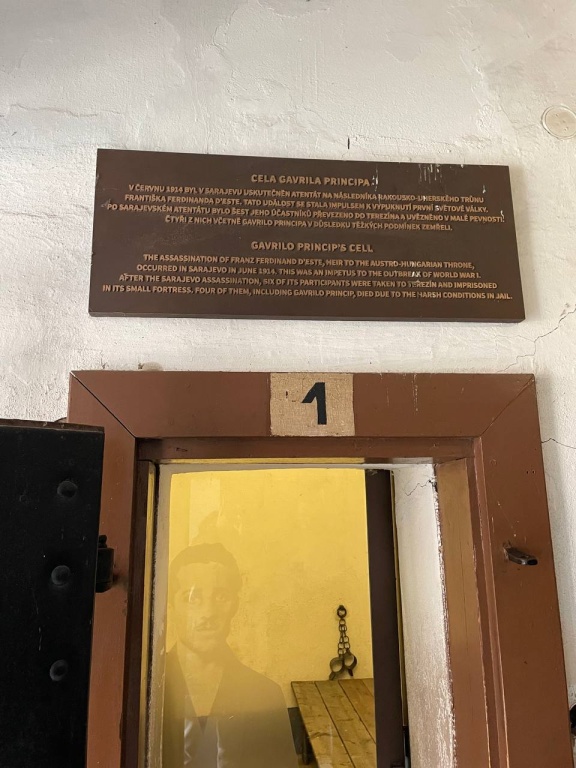 CELA GAVRILA PRINCIPA
V ČERVNU 1914 BYL V SARAJEVU USKUTEČNĚN ATENTÁT NA NÁSLEDNÍKA RAKOUSKO-UHERSKÉHO TRŮNU
FRANTIŠKA FERDINANDA D'ESTE. TATO UDÁLOST SE STALA IMPULSEM K VYPUKNUTÍ PRVNÍ SVĚTOVÉ VÁLKY.
PO SARAJEVSKÉM ATENTÁTU BYLO ŠEST JEHO ÚČASTNÍKŮ PŘEVEZENO DO TEREZÍNA A UVĚZNĚNO V MALÉ PEVNOSTI.
ČTYŘI Z NICH VČETNĚ GAVRILO PRINCIPA V DŮSLEDKU TĚŽKÝCH PODMÍNEK ZEMŘELI.
GAVRILO PRINCIP'S CELL
THE ASSASSINATION OF FRANZ FERDINAND D'ESTE, HEIR TO THE AUSTRO-HUNGARIAN THRONE,
OCCURRED IN SARAJEVO IN JUNE 1914. THIS WAS AN IMPETUS TO THE OUTBREAK OF WORLD WAR I.
AFTER THE SARAJEVO ASSASSINATION, SIX OF ITS PARTICIPANTS WERE TAKEN TO TEREZÍN AND IMPRISONED
IN ITS SMALL FORTRESS. FOUR OF THEM, INCLUDING GAVRILO PRINCIP, DIED DUE TO THE HARSH CONDITIONS IN JAIL.
1